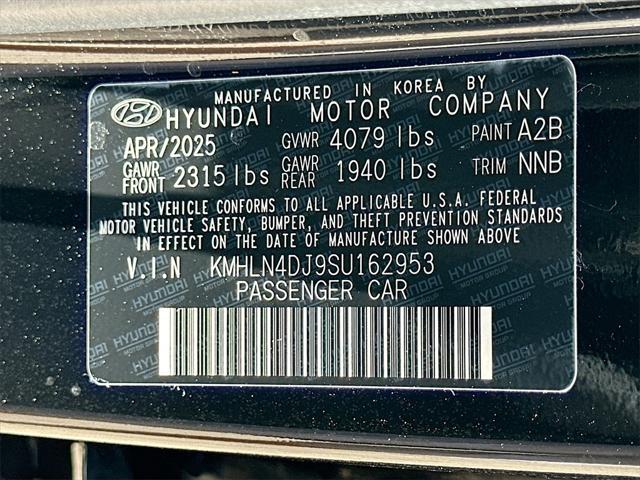 MANUFACTURED IN KOREA BY
HYUNDAI MOTOR COMPANY
APR/2025 GVWR 4079 lbs PAINT A2B
GAWR FRONT 2315 lbs GAWR REAR 1940 lbs TRIM NNB
THIS VEHICLE CONFORMS TO ALL APPLICABLE U.S.A. FEDERAL
MOTOR VEHICLE SAFETY, BUMPER, AND THEFT PREVENTION STANDARDS
IN EFFECT ON THE DATE OF MANUFACTURE SHOWN ABOVE
V.I.N KMHLN4DJ9SU162953
PASSENGER CAR